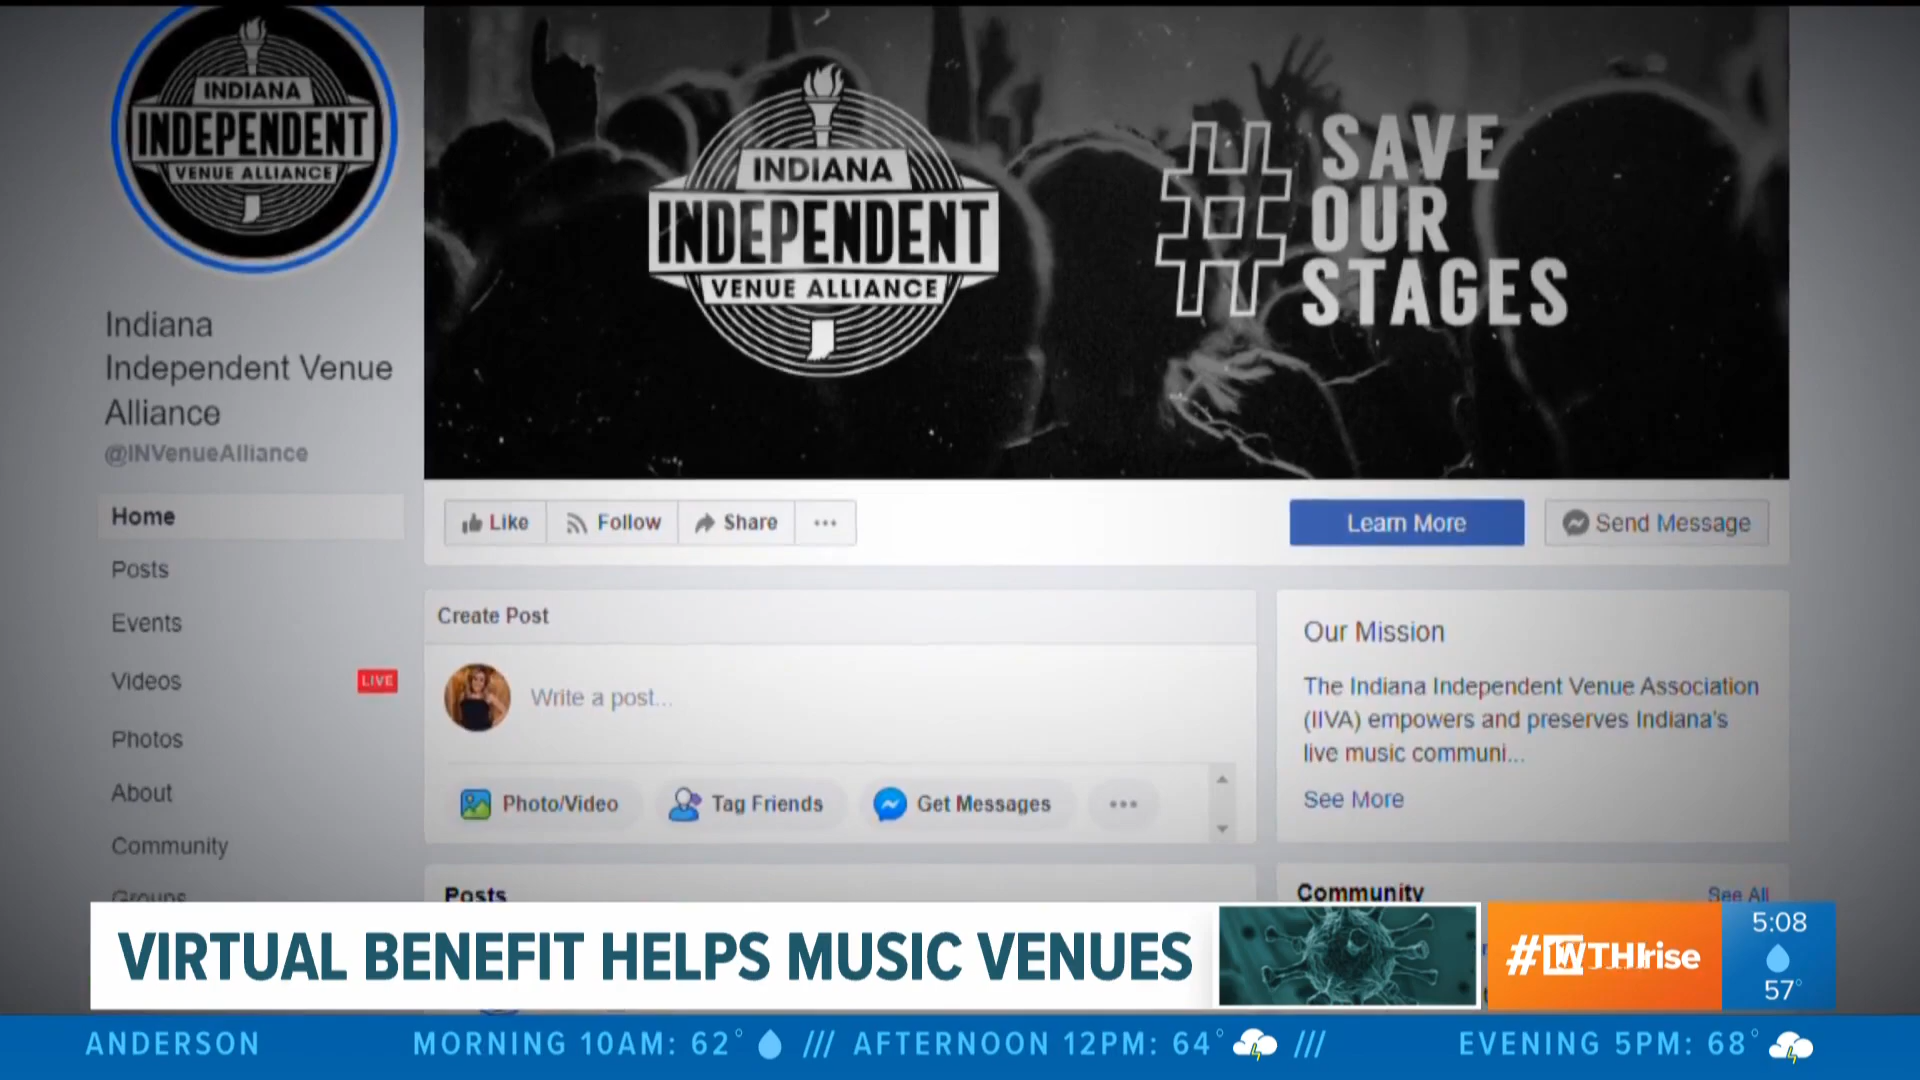 INDIANA
INDEPENDENT
VENUE ALLIANCE
INDIANA
INDEPENDENT
VENUE ALLIANCE
# SAVE
OUR
STAGES
Indiana
Independent Venue
Alliance
@INVenueAlliance
Home
Posts
Events
Videos LIVE
Photos
About
Community
Groups
Like Follow Share ...
Learn More Send Message
Create Post
Write a post...
Photo/Video Tag Friends Get Messages ...
Posts
Our Mission
The Indiana Independent Venue Association
(IIVA) empowers and preserves Indiana's
live music communi...
See More
Community See All
VIRTUAL BENEFIT HELPS MUSIC VENUES
5:08
57°
ANDERSON MORNING 10AM: 62° /// AFTERNOON 12PM: 64° /// EVENING 5PM: 68°